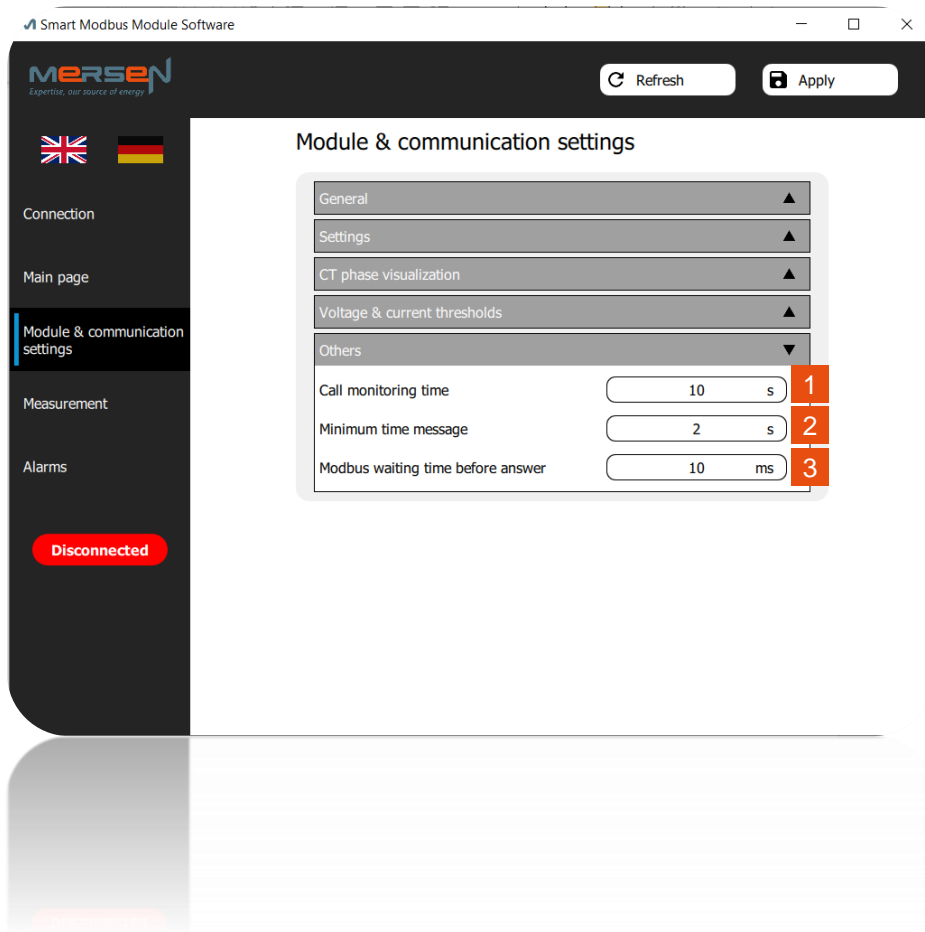 Smart Modbus Module Software
MERSEN
Expertise, our source of energy
Refresh
Apply
Module & communication settings
Connection
Main page
Module & communication
settings
Measurement
Alarms
Disconnected
General
Settings
CT phase visualization
Voltage & current thresholds
Others
Call monitoring time 10 s 1
Minimum time message 2 s 2
Modbus waiting time before answer 10 ms 3